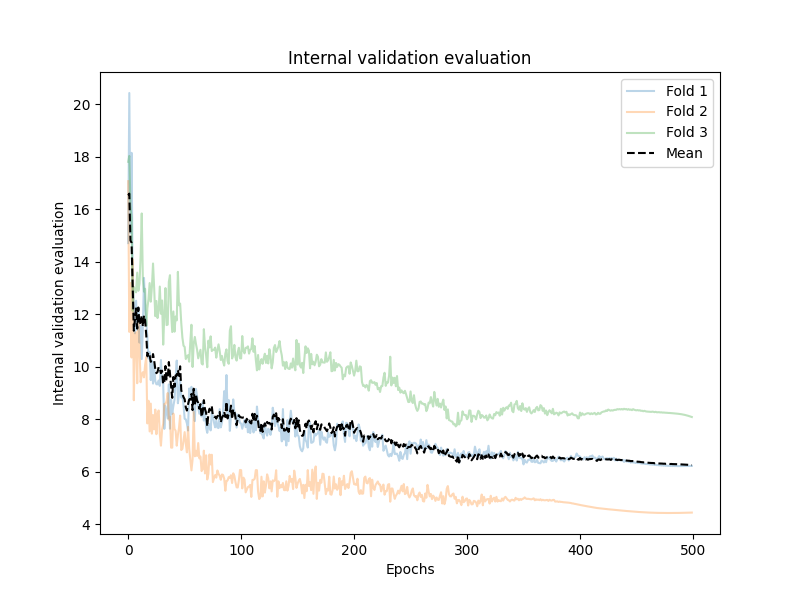 Internal validation evaluation
Fold 1
Fold 2
Fold 3
Mean
Internal validation evaluation
20
18
16
14
12
10
8
6
4
0 100 200 300 400 500
Epochs